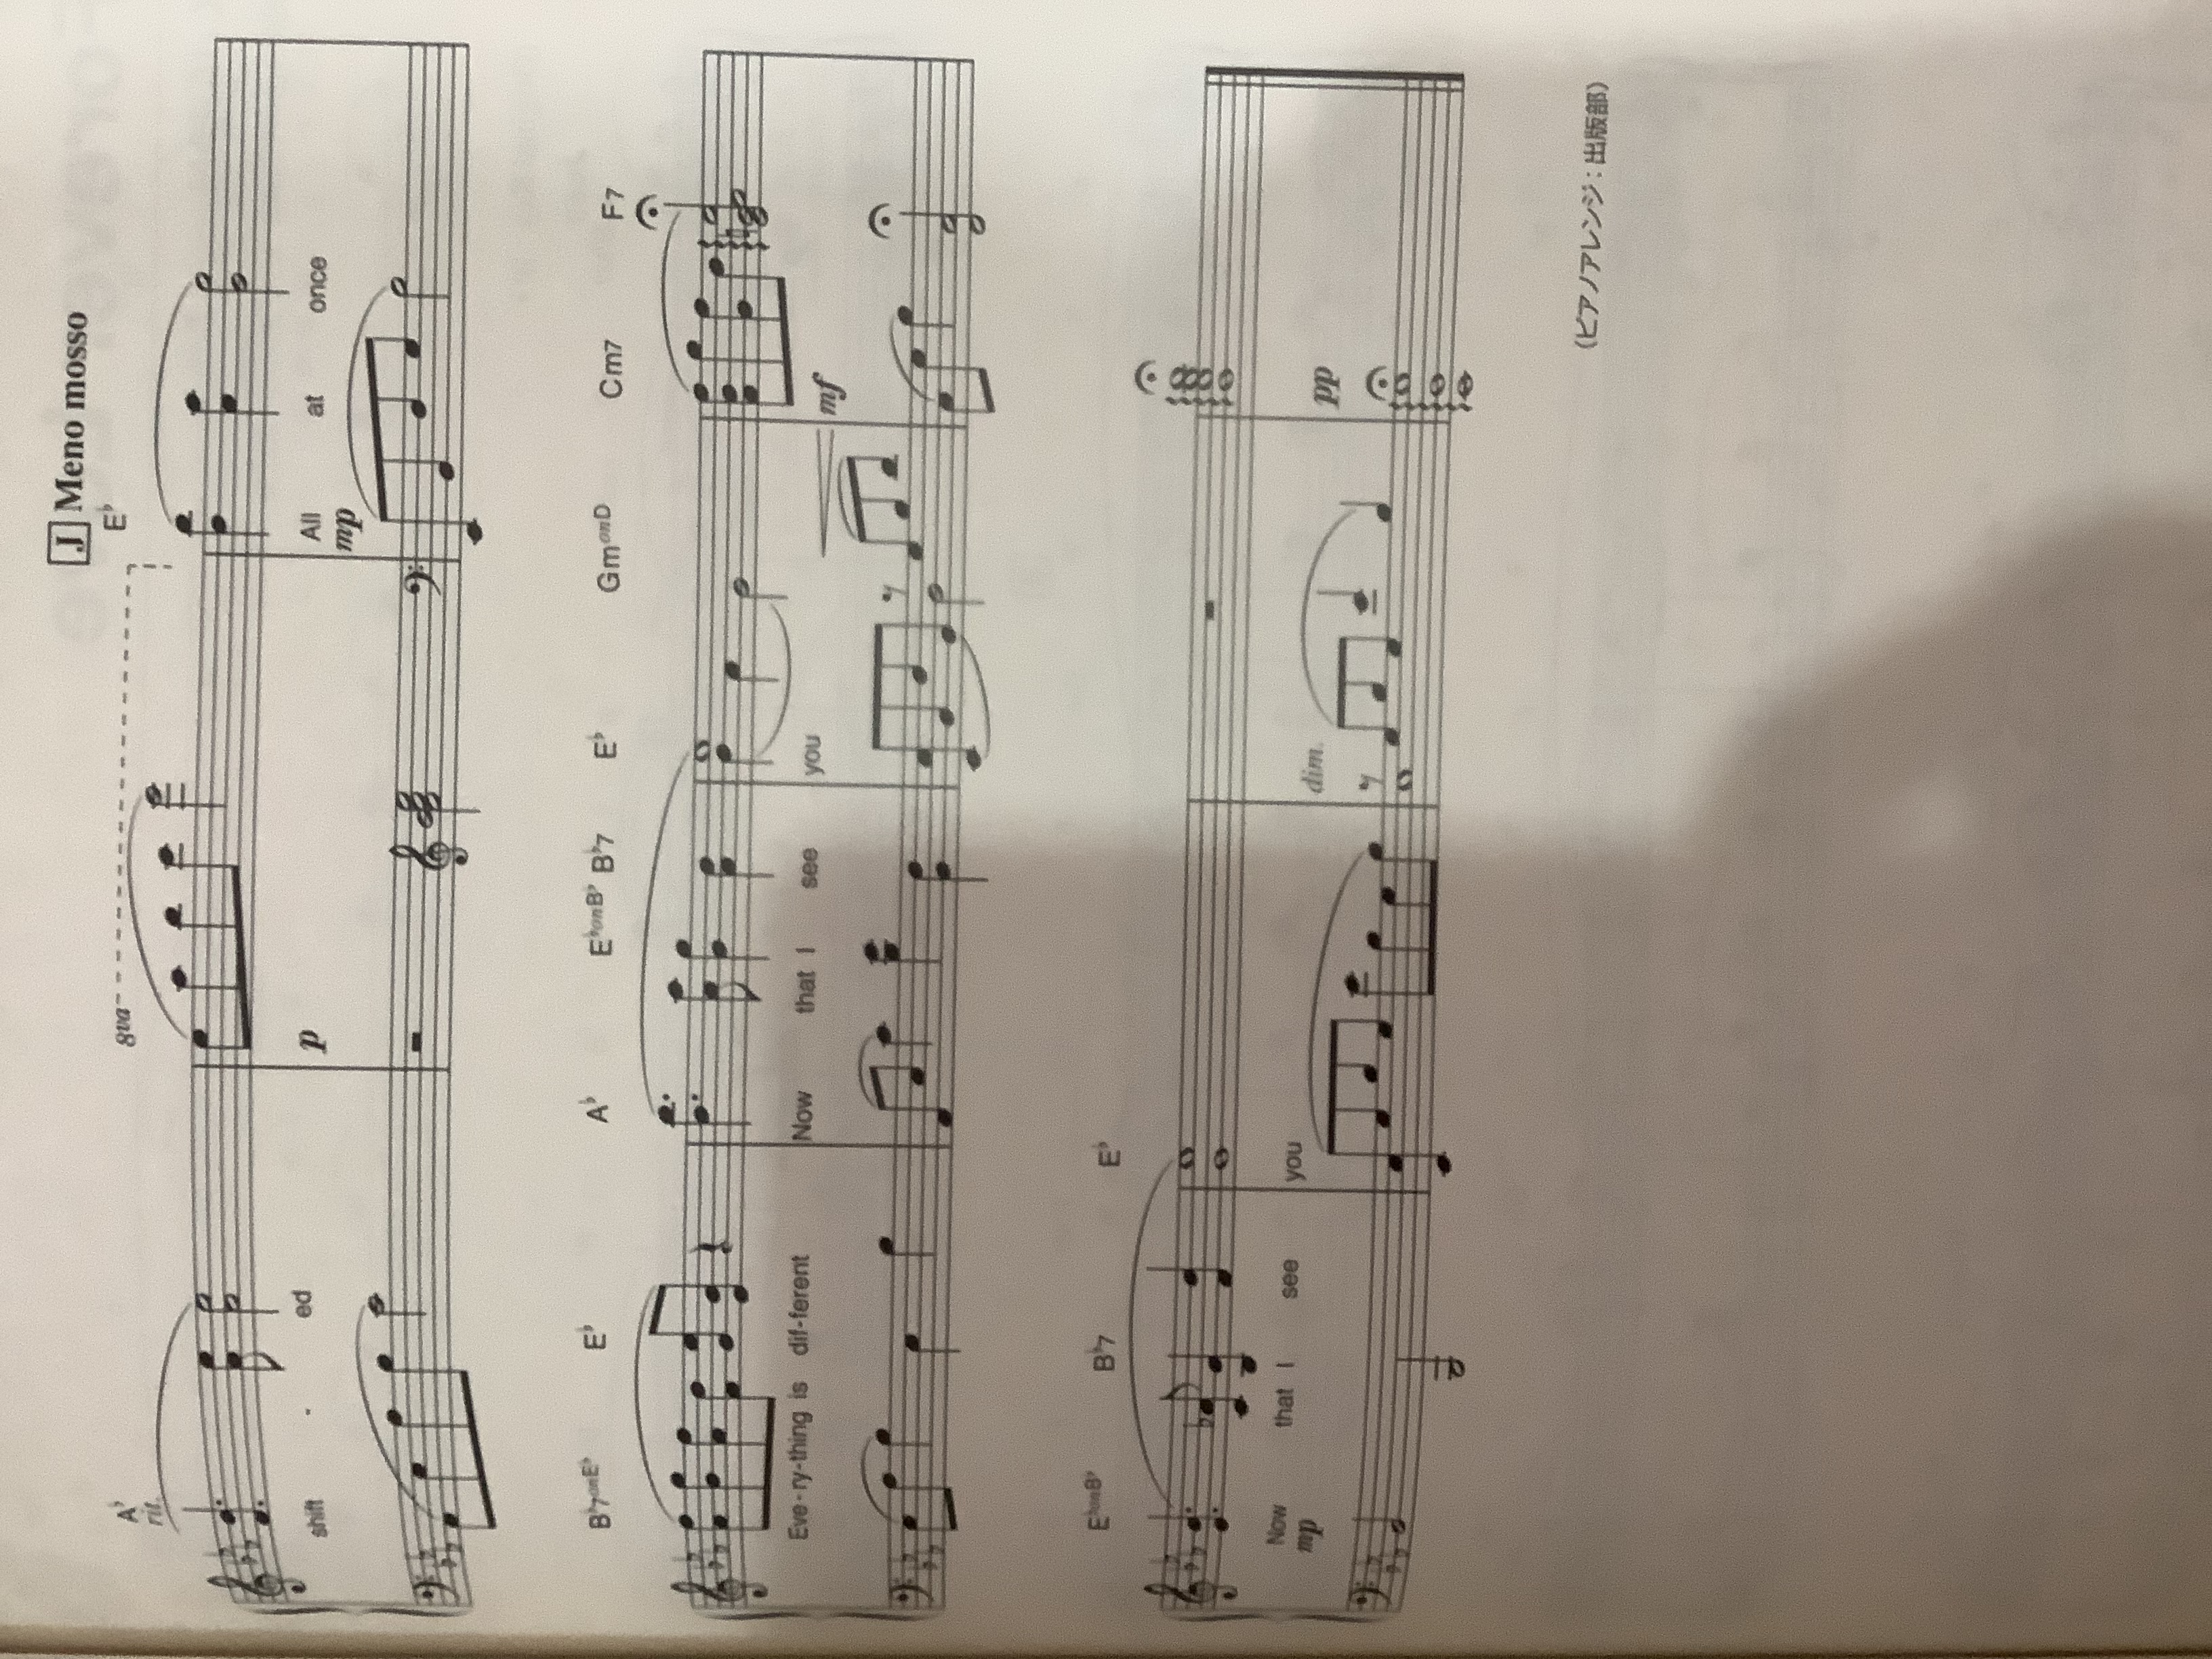 J Meno mosso
A♭ E♭
rit. 8va
shift - ed p All at once
mp
B♭7onE♭ E♭ A♭ E♭onB♭ B♭7 E♭ GmonD Cm7 F7
Eve-ry-thing is dif-ferent Now that I see you mf
E♭onB♭ B♭7 E♭
Now that I see you
mp dim. pp
(ピアノアレンジ:出版部)